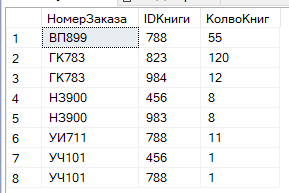 НомерЗаказа IDКниги КолвоКниг
1 ВП899 788 55
2 ГК783 823 120
3 ГК783 984 12
4 НЗ900 456 8
5 НЗ900 983 8
6 УИ711 788 11
7 УЧ101 456 1
8 УЧ101 788 1